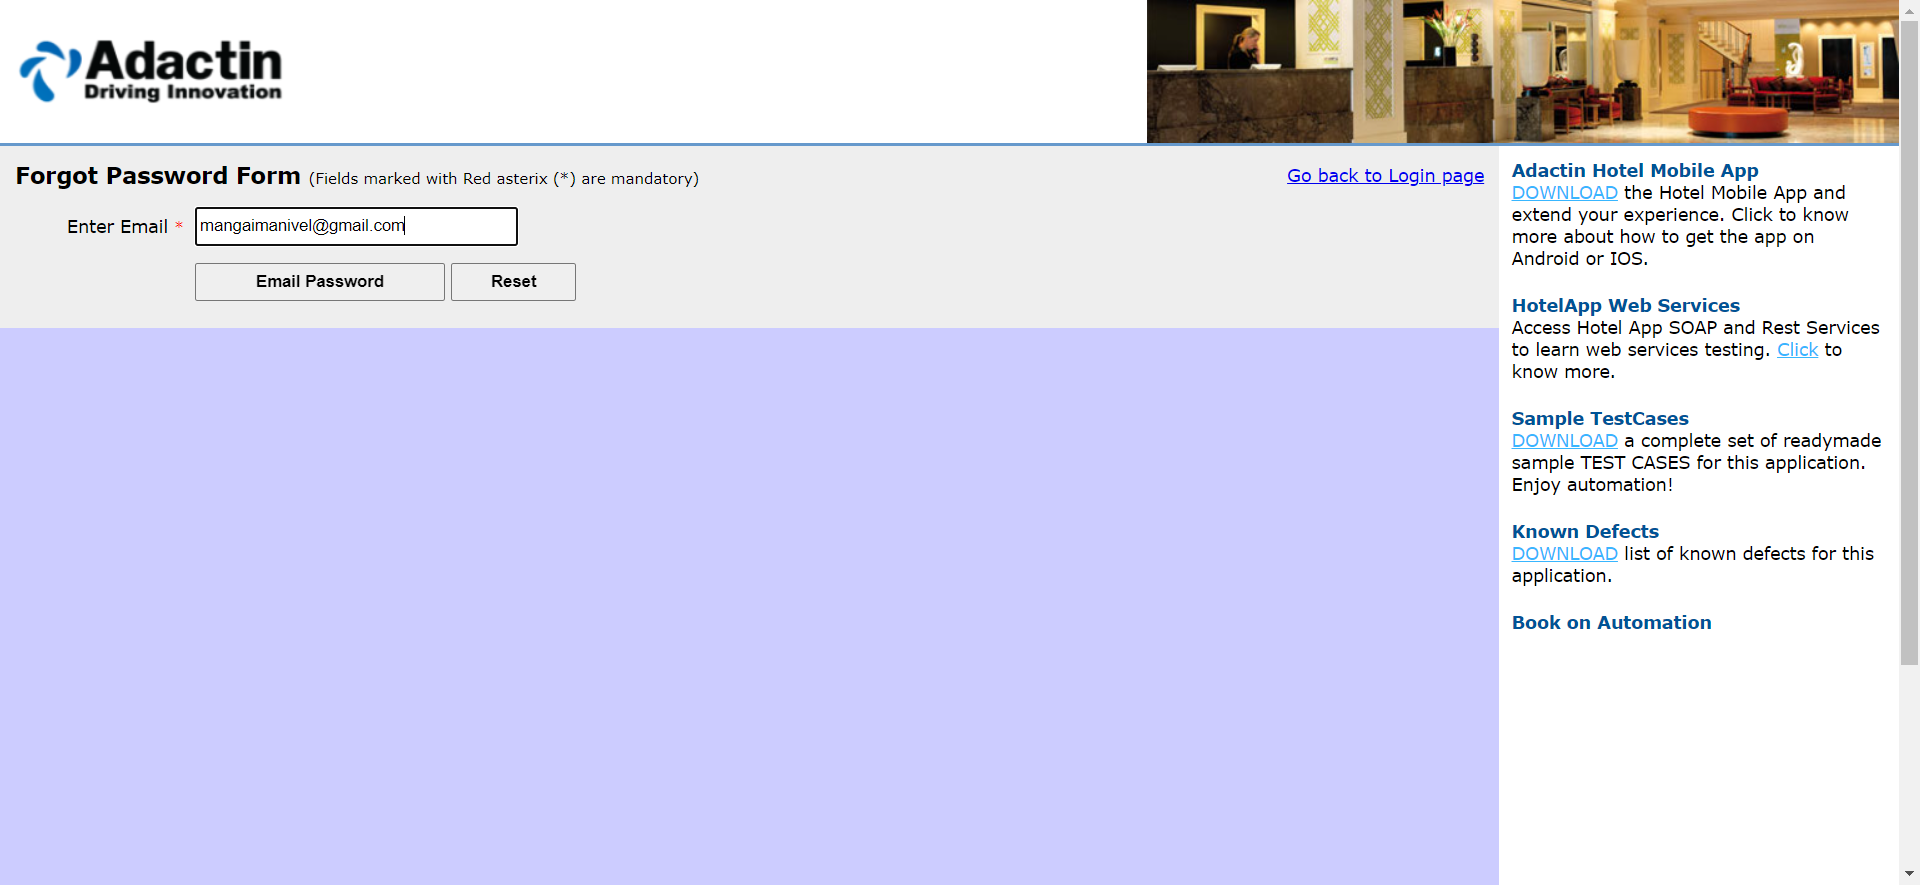 Adactin
Driving Innovation
Forgot Password Form (Fields marked with Red asterix (*) are mandatory)
Go back to Login page
Enter Email *
mangaimanivel@gmail.com
Email Password
Reset
Adactin Hotel Mobile App
DOWNLOAD the Hotel Mobile App and
extend your experience. Click to know
more about how to get the app on
Android or IOS.
HotelApp Web Services
Access Hotel App SOAP and Rest Services
to learn web services testing. Click to
know more.
Sample TestCases
DOWNLOAD a complete set of readymade
sample TEST CASES for this application.
Enjoy automation!
Known Defects
DOWNLOAD list of known defects for this
application.
Book on Automation